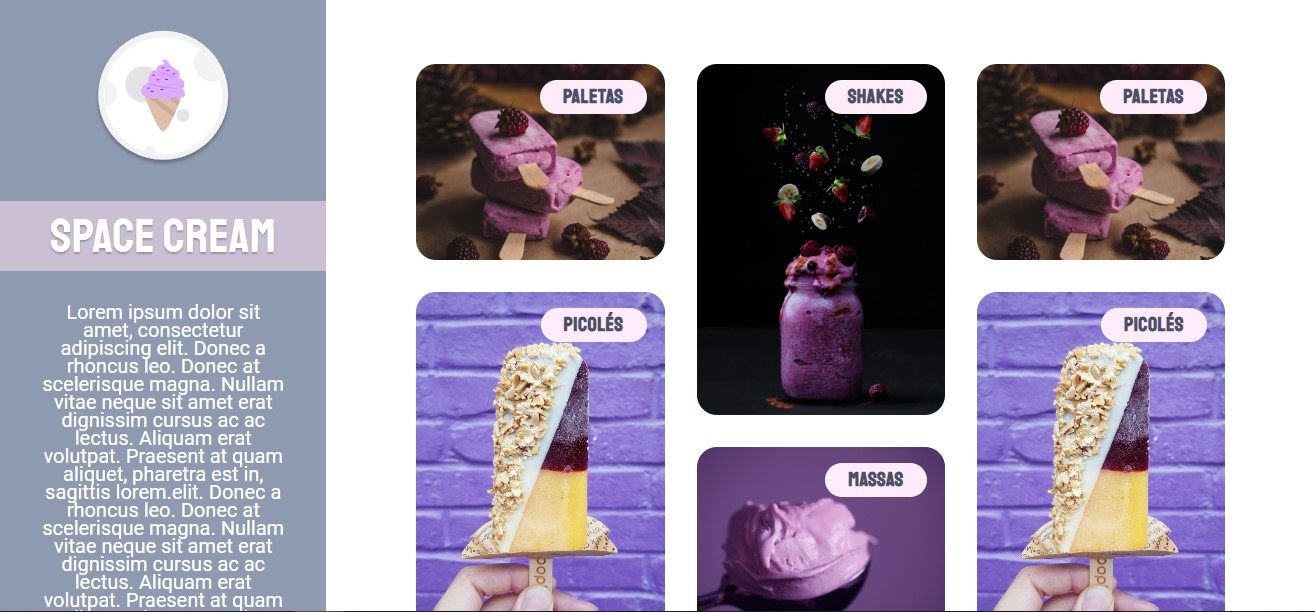 SPACE CREAM
Lorem ipsum dolor sit
amet, consectetur
adipiscing elit. Donec a
rhoncus leo. Donec at
scelerisque magna. Nullam
vitae neque sit amet erat
dignissim cursus ac ac
lectus. Aliquam erat
volutpat. Praesent at quam
aliquet, pharetra est in,
sagittis lorem.elit. Donec a
rhoncus leo. Donec at
scelerisque magna. Nullam
vitae neque sit amet erat
dignissim cursus ac ac
lectus. Aliquam erat
volutpat. Praesent at quam
PALETAS
SHAKES
PALETAS
PICOLÉS
PICOLÉS
MASSAS